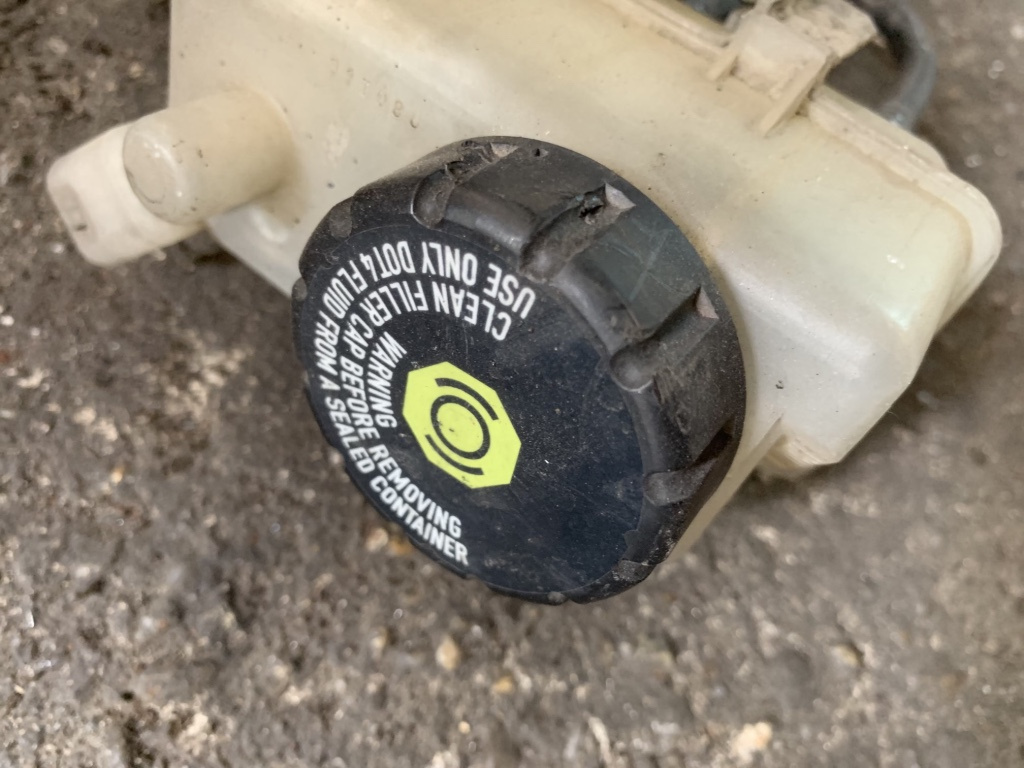 WARNING
CLEAN FILLER CAP BEFORE REMOVING
USE ONLY DOT4 FLUID FROM A SEALED CONTAINER